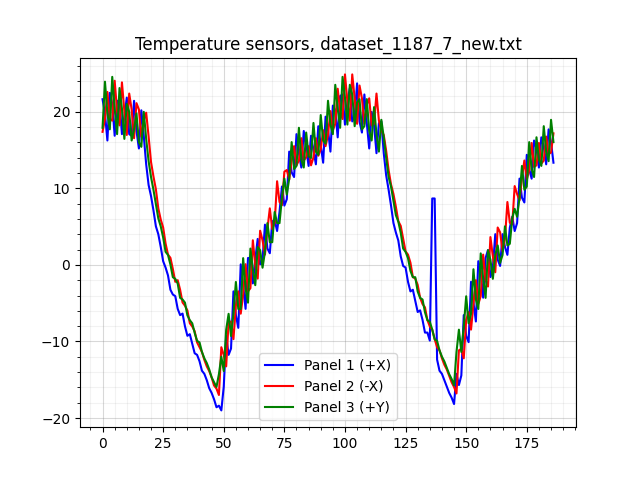 Temperature sensors, dataset_1187_7_new.txt
20
10
0
−10
−20
Panel 1 (+X)
Panel 2 (-X)
Panel 3 (+Y)
0 25 50 75 100 125 150 175